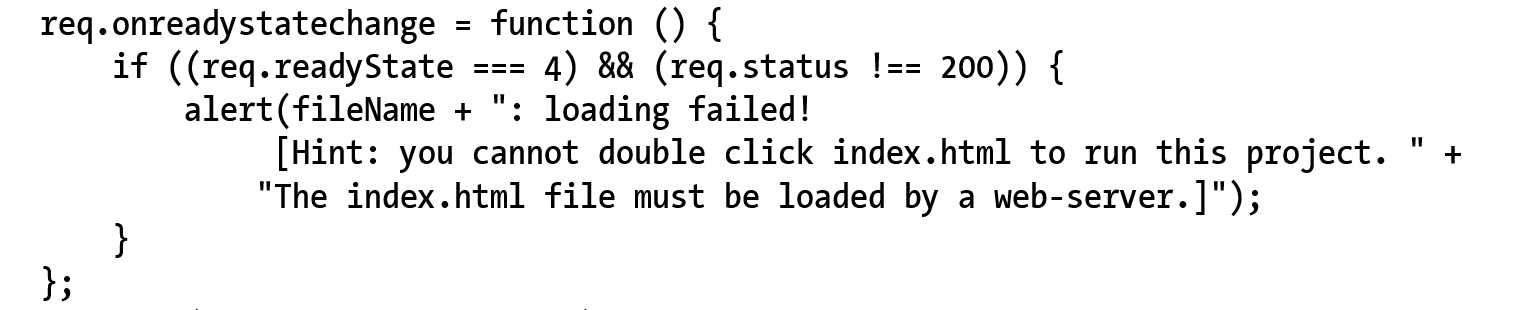 req.onreadystatechange = function () {
    if ((req.readyState === 4) && (req.status !== 200)) {
        alert(fileName + ": loading failed!
             [Hint: you cannot double click index.html to run this project. " +
            "The index.html file must be loaded by a web-server.]");
    }
};